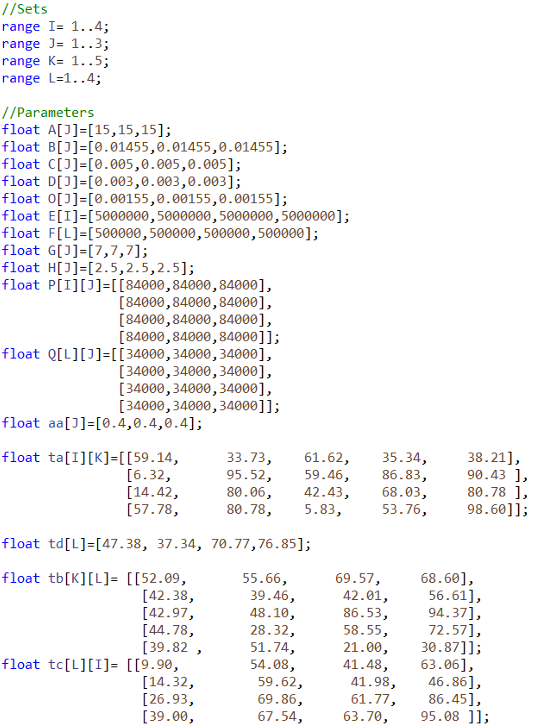 //Sets
range I= 1..4;
range J= 1..3;
range K= 1..5;
range L=1..4;
//Parameters
float A[J]=[15,15,15];
float B[J]=[0.01455,0.01455,0.01455];
float C[J]=[0.005,0.005,0.005];
float D[J]=[0.003,0.003,0.003];
float O[J]=[0.00155,0.00155,0.00155];
float E[I]=[5000000,5000000,5000000,5000000];
float F[L]=[500000,500000,500000,500000];
float G[J]=[7,7,7];
float H[J]=[2.5,2.5,2.5];
float P[I][J]=[[84000,84000,84000],
[84000,84000,84000],
[84000,84000,84000],
[84000,84000,84000]];
float Q[L][J]=[[34000,34000,34000],
[34000,34000,34000],
[34000,34000,34000],
[34000,34000,34000]];
float aa[J]=[0.4,0.4,0.4];
float ta[I][K]=[[59.14, 33.73, 61.62, 35.34, 38.21],
[6.32, 95.52, 59.46, 86.83, 90.43 ],
[14.42, 80.06, 42.43, 68.03, 80.78 ],
[57.78, 80.78, 5.83, 53.76, 98.60]];
float td[L]=[47.38, 37.34, 70.77,76.85];
float tb[K][L]= [[52.09, 55.66, 69.57, 68.60],
[42.38, 39.46, 42.01, 56.61],
[42.97, 48.10, 86.53, 94.37],
[44.78, 28.32, 58.55, 72.57],
[39.82 , 51.74, 21.00, 30.87]];
float tc[L][I]= [[9.90, 54.08, 41.48, 63.06],
[14.32, 59.62, 41.98, 46.86],
[26.93, 69.86, 61.77, 86.45],
[39.00, 67.54, 63.70, 95.08 ]];